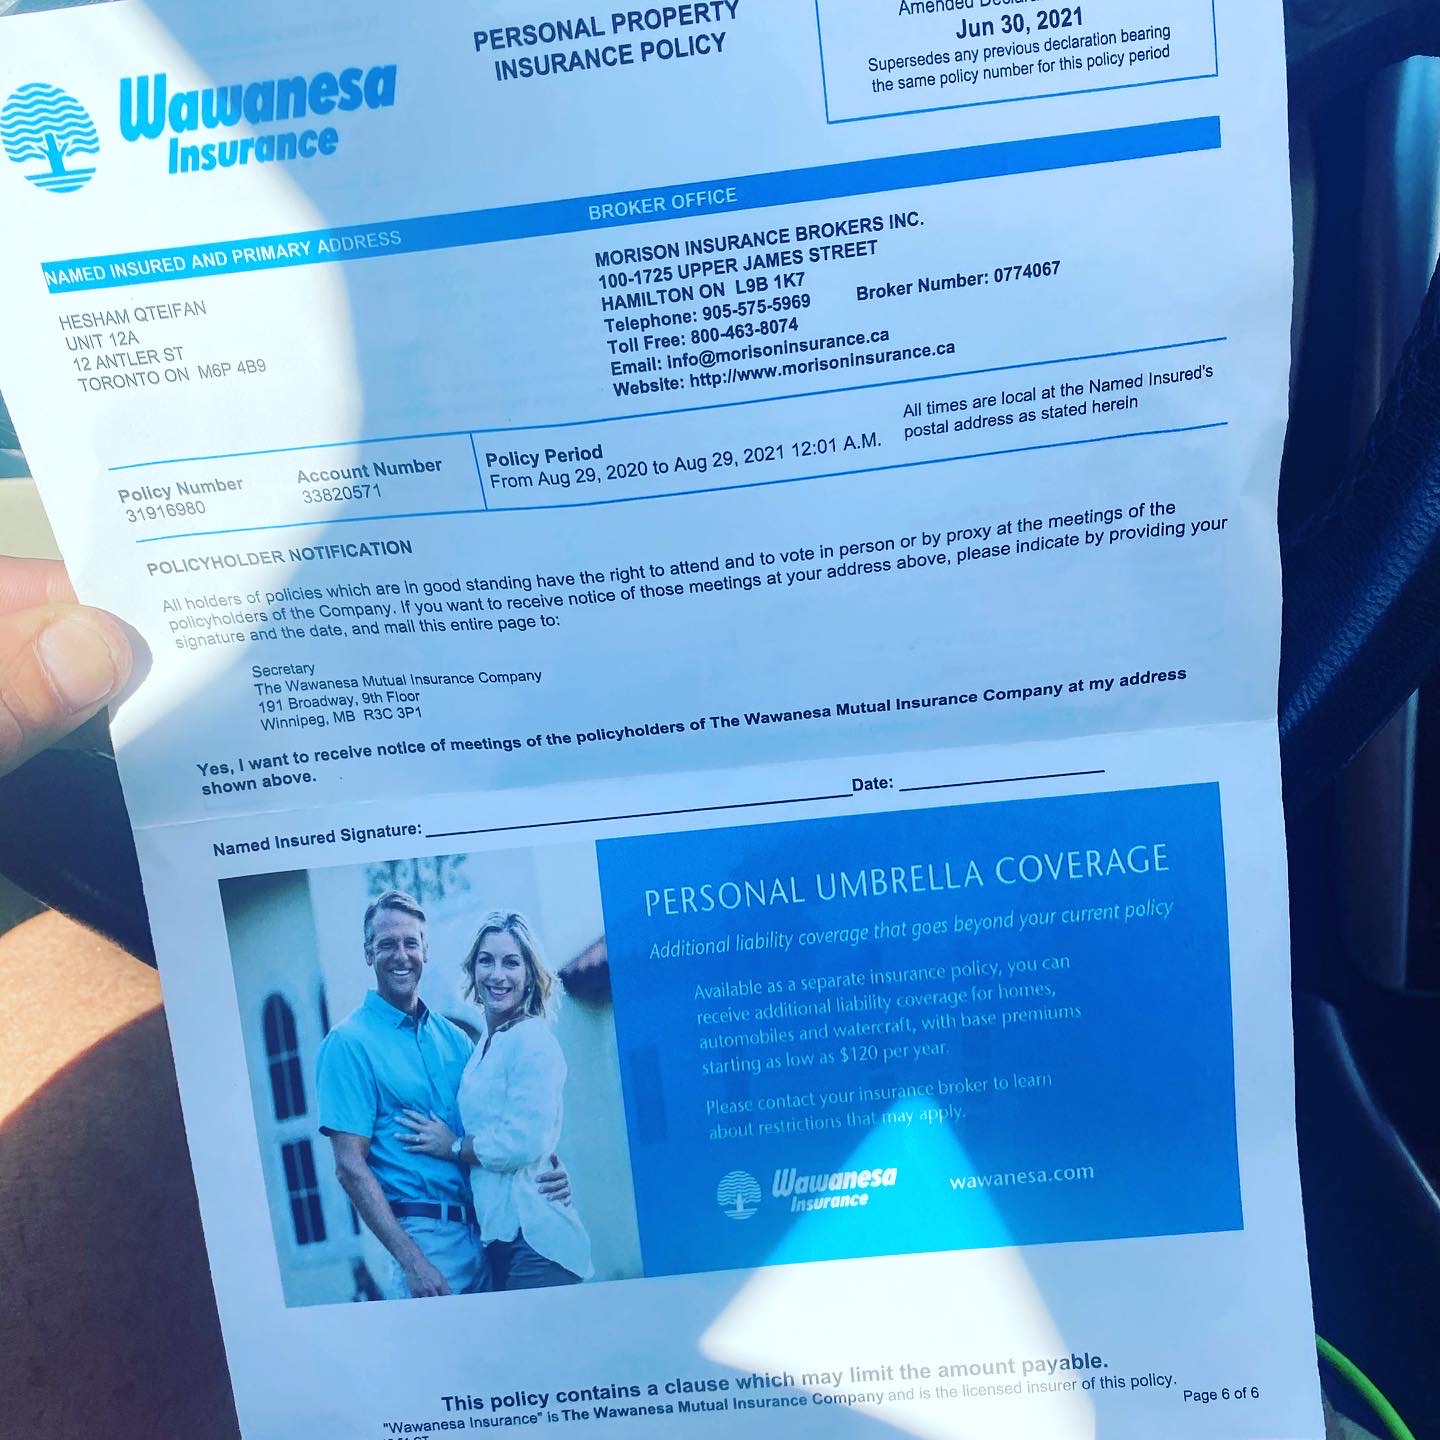 Wawanesa
Insurance
PERSONAL PROPERTY
INSURANCE POLICY
Amended
Jun 30, 2021
Supersedes any previous declaration bearing
the same policy number for this policy period
NAMED INSURED AND PRIMARY ADDRESS
BROKER OFFICE
HESHAM QTEIFAN
UNIT 12A
12 ANTLER ST
TORONTO ON M6P 4B9
MORISON INSURANCE BROKERS INC.
100-1725 UPPER JAMES STREET
HAMILTON ON L9B 1K7
Telephone: 905-575-5969
Broker Number: 0774067
Toll Free: 800-463-8074
Email: info@morisoninsurance.ca
Website: http://www.morisoninsurance.ca
Policy Number
31916980
Account Number
33820571
Policy Period
From Aug 29, 2020 to Aug 29, 2021 12:01 A.M.
All times are local at the Named Insured's
postal address as stated herein
POLICYHOLDER NOTIFICATION
All holders of policies which are in good standing have the right to attend and to vote in person or by proxy at the meetings of the
policyholders of the Company. If you want to receive notice of those meetings at your address above, please indicate by providing your
signature and the date, and mail this entire page to:
Secretary
The Wawanesa Mutual Insurance Company
191 Broadway, 9th Floor
Winnipeg, MB R3C 3P1
Yes, I want to receive notice of meetings of the policyholders of The Wawanesa Mutual Insurance Company at my address
shown above.
Named Insured Signature:
Date:
PERSONAL UMBRELLA COVERAGE
Additional liability coverage that goes beyond your current policy
Available as a separate insurance policy, you can
receive additional liability coverage for homes,
automobiles and watercraft, with base premiums
starting as low as $120 per year.
Please contact your insurance broker to learn
about restrictions that may apply.
Wawanesa
Insurance
wawanesa.com
This policy contains a clause which may limit the amount payable.
"Wawanesa Insurance" is The Wawanesa Mutual Insurance Company and is the licensed insurer of this policy.
Page 6 of 6